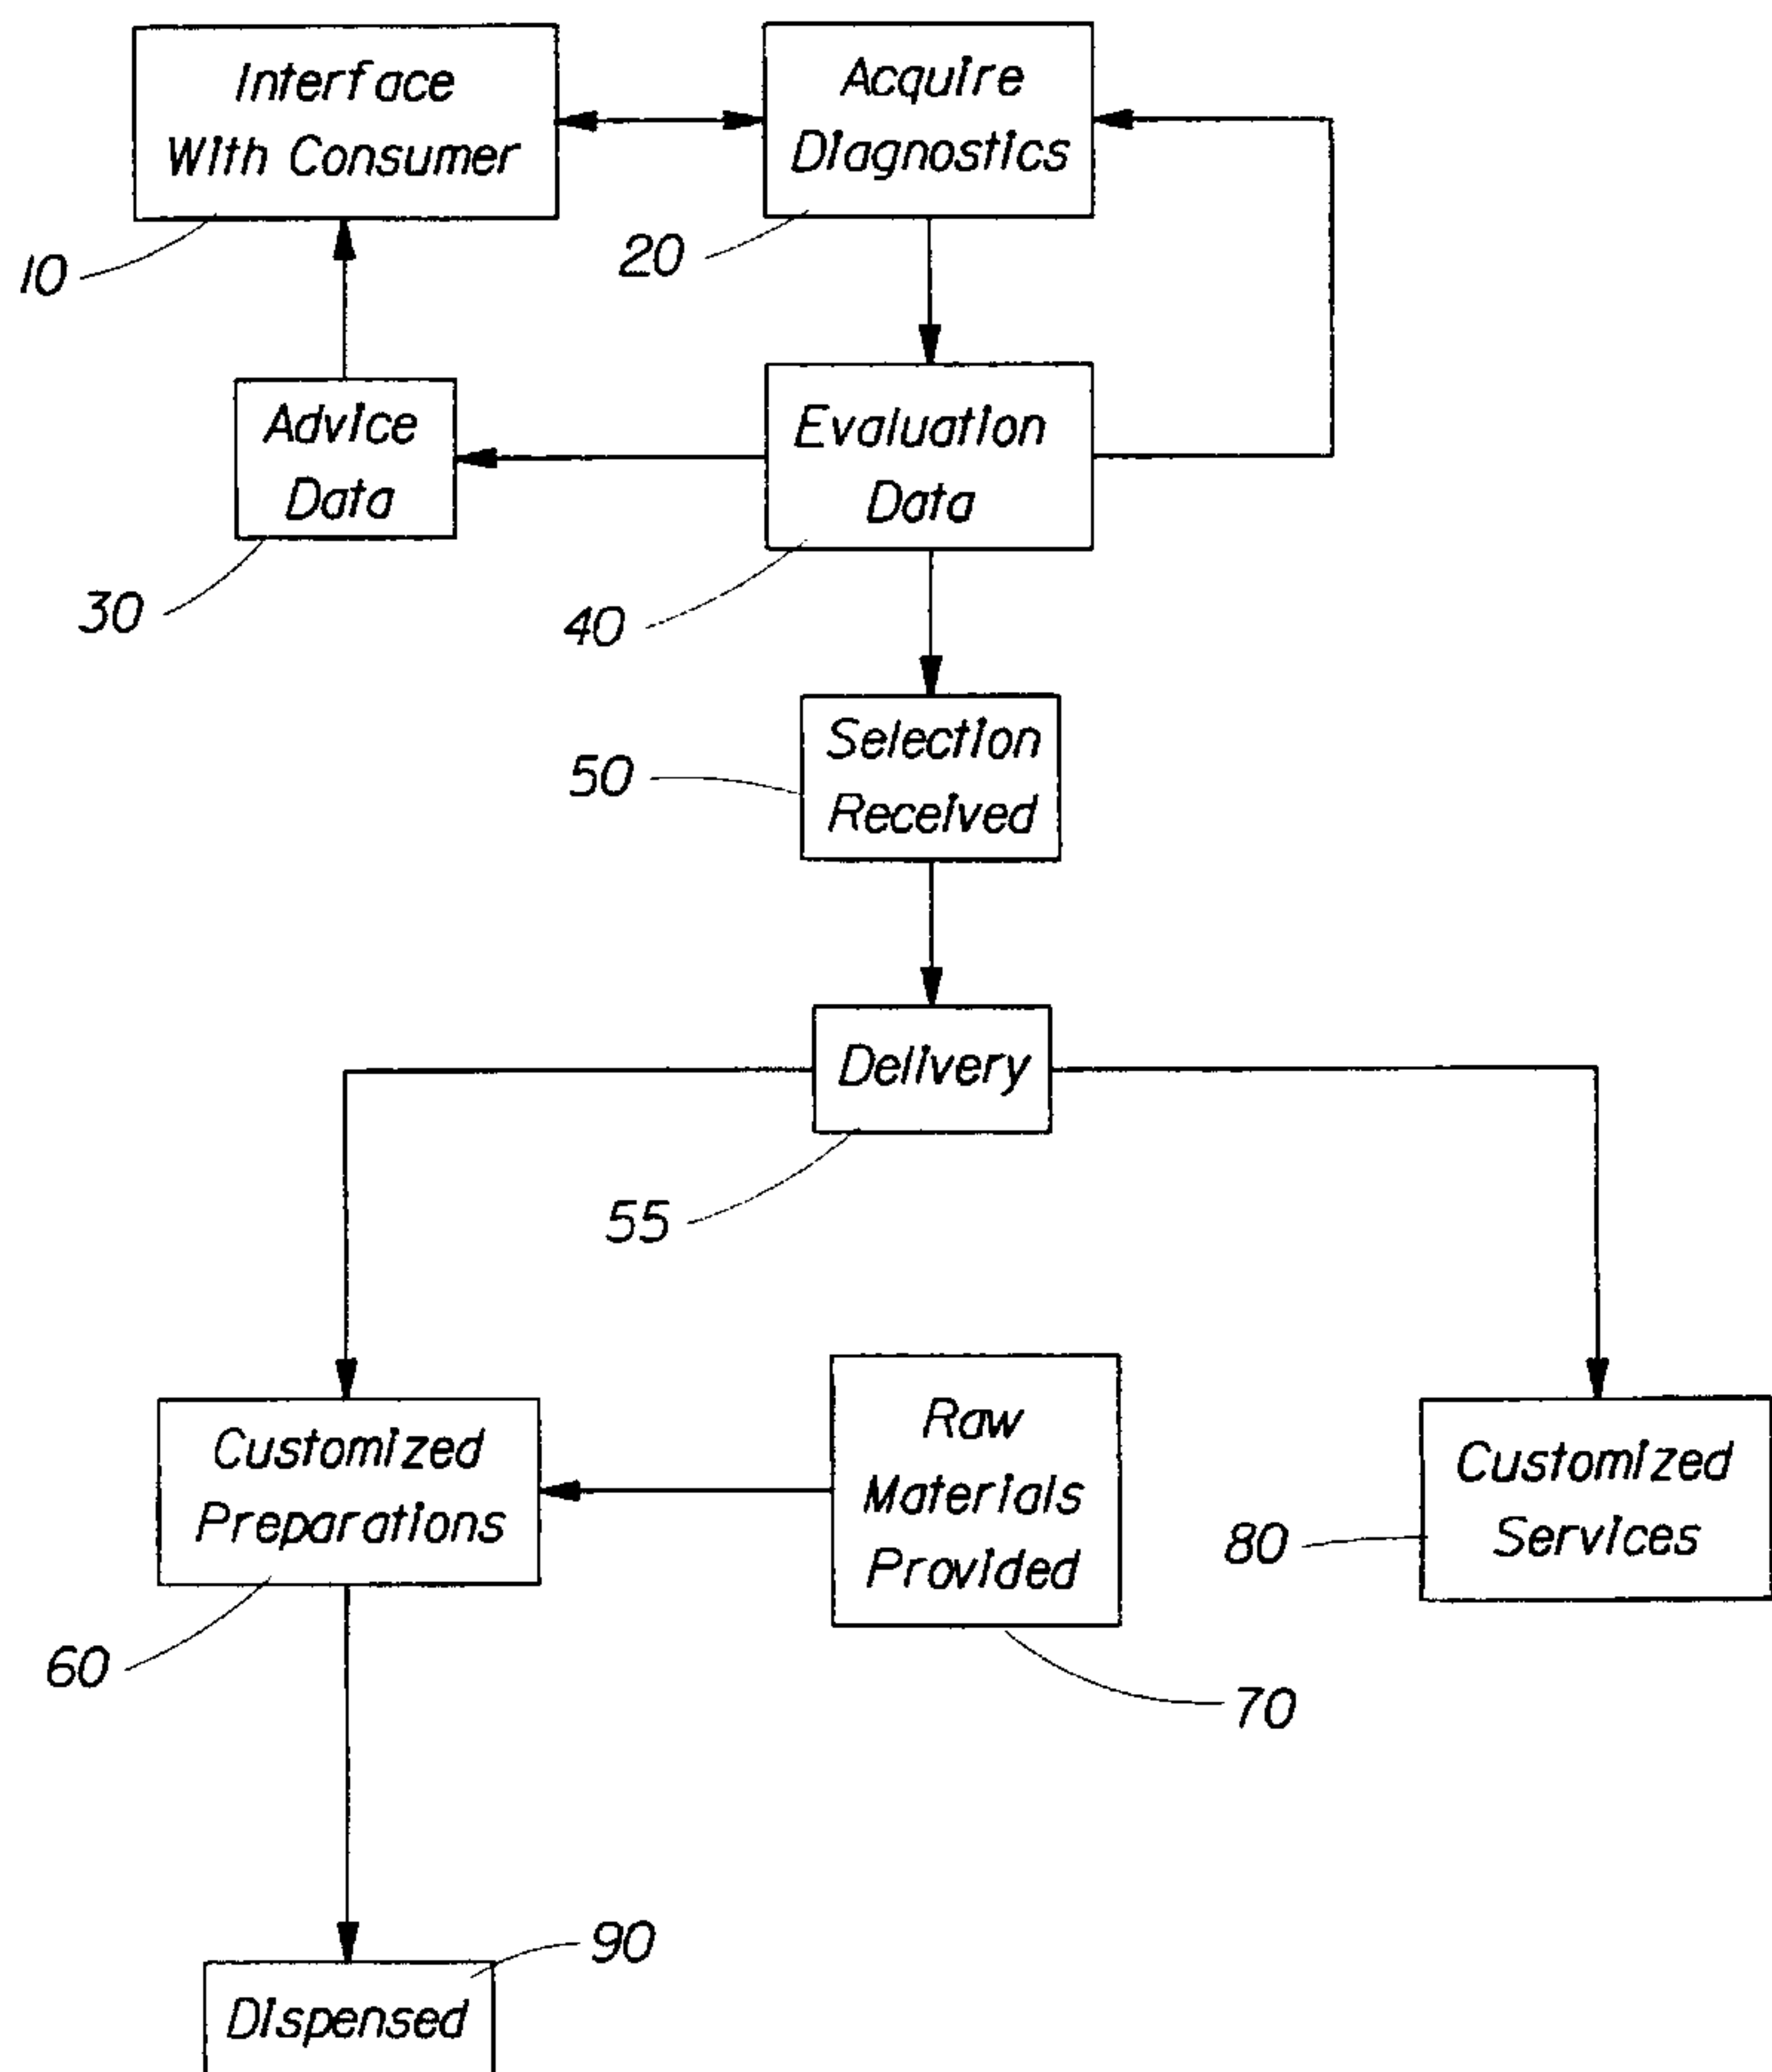 Interface
With Consumer
10
Acquire
Diagnostics
20
Advice
Data
30
Evaluation
Data
40
Selection
Received
50
Delivery
55
Customized
Preparations
60
Raw
Materials
Provided
70
Customized
Services
80
90
Dispensed